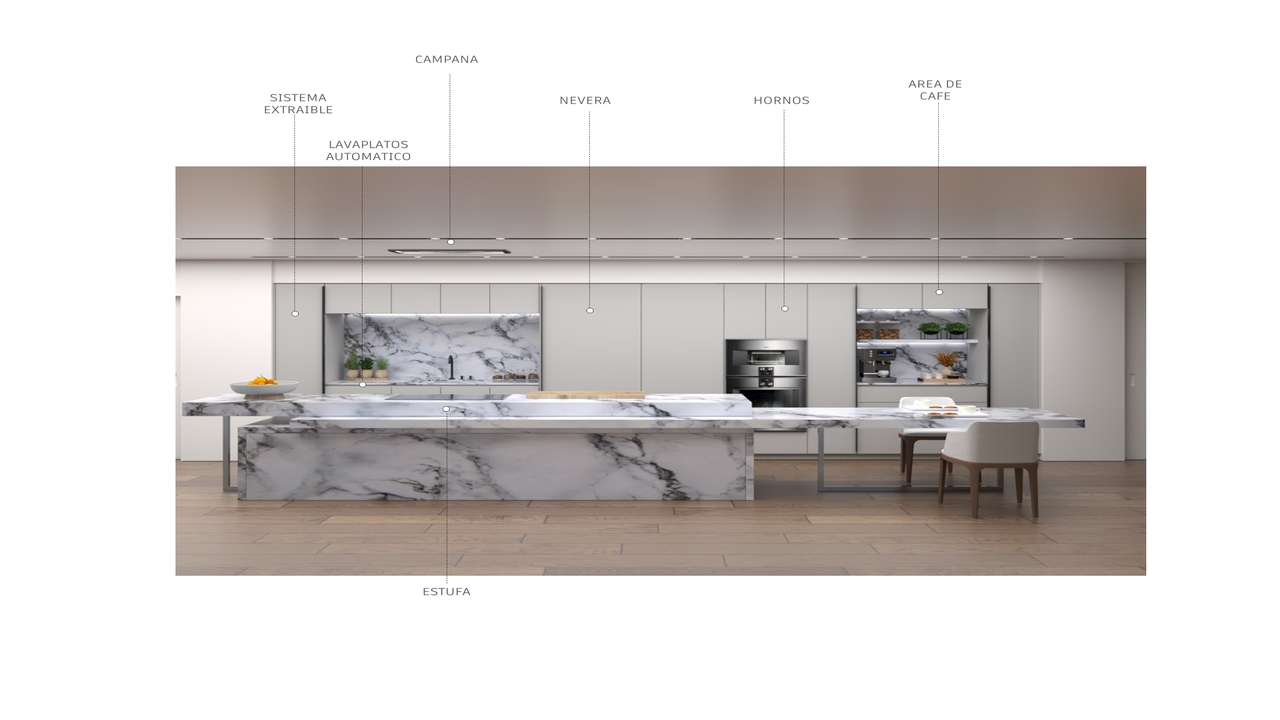 CAMPANA
SISTEMA
EXTRAIBLE
LAVAPLATOS
AUTOMATICO
NEVERA
HORNOS
AREA DE
CAFE
ESTUFA